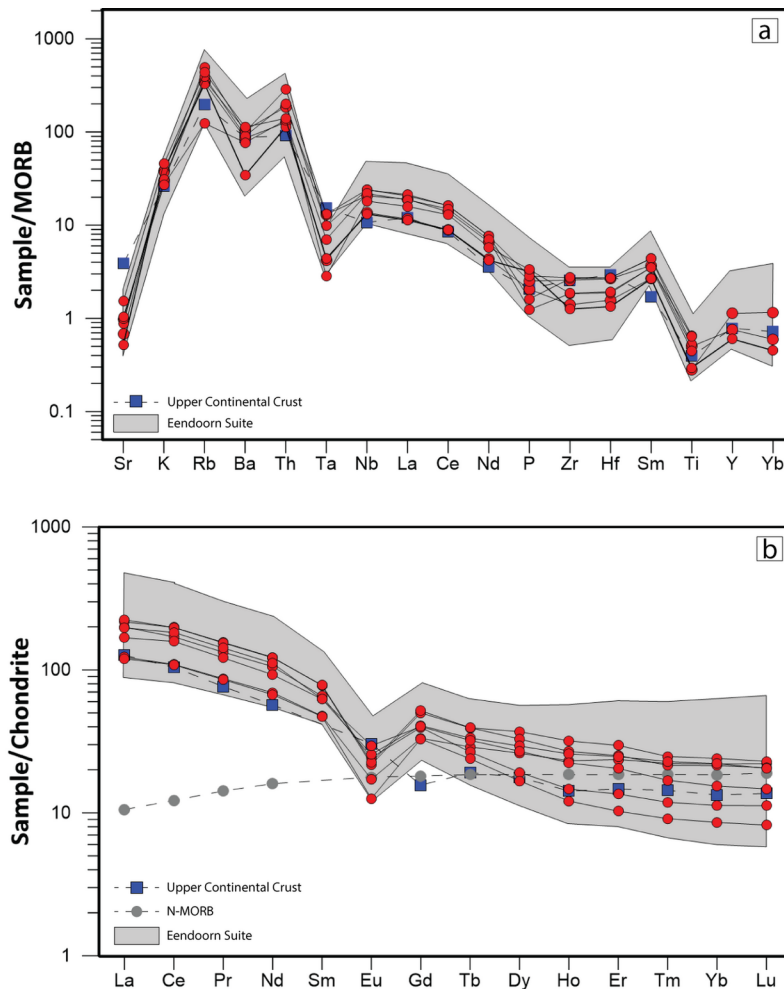 1000
a
100
10
1
0.1
Sample/MORB
Upper Continental Crust
Eendoorn Suite
Sr K Rb Ba Th Ta Nb La Ce Nd P Zr Hf Sm Ti Y Yb
1000
b
100
10
1
Sample/Chondrite
Upper Continental Crust
N-MORB
Eendoorn Suite
La Ce Pr Nd Sm Eu Gd Tb Dy Ho Er Tm Yb Lu